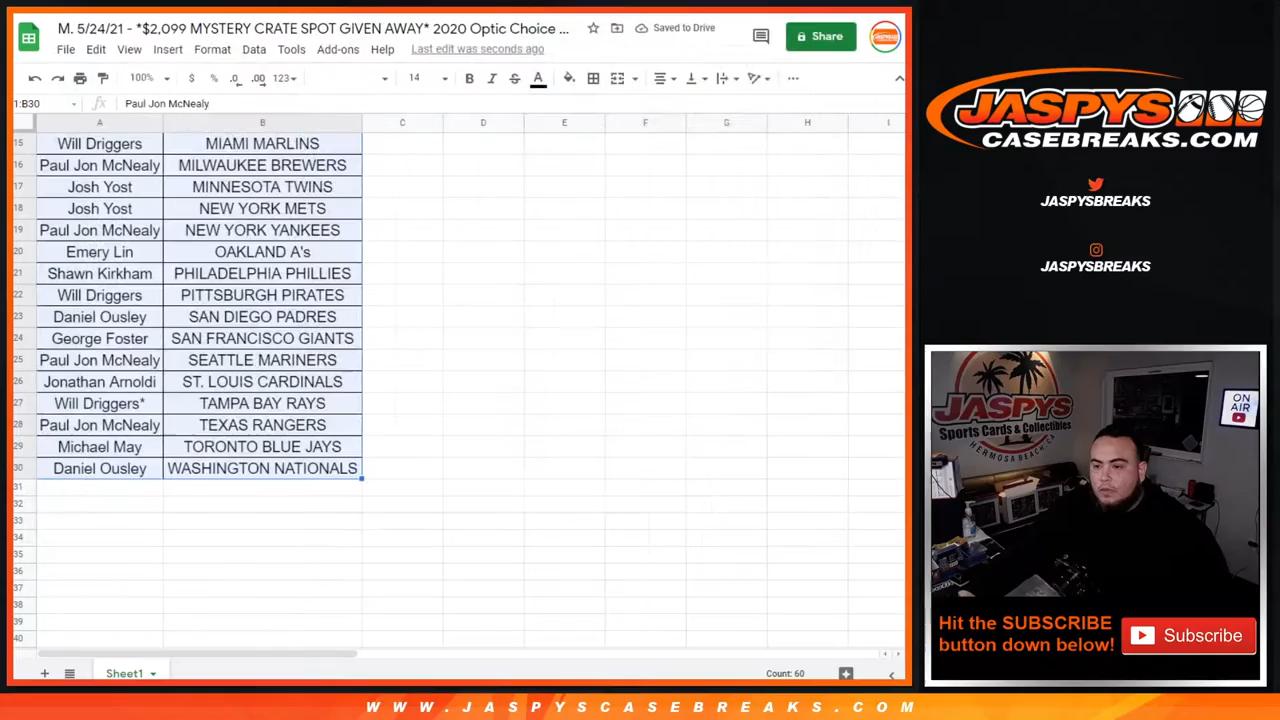 M. 5/24/21 - *$2,099 MYSTERY CRATE SPOT GIVEN AWAY* 2020 Optic Choice ...
Saved to Drive
Share
File Edit View Insert Format Data Tools Add-ons Help Last edit was seconds ago
100% $ % .0 .00 123 14 B I S A
1:B30 fx Paul Jon McNealy
A B C D E F G H I
15 Will Driggers MIAMI MARLINS
16 Paul Jon McNealy MILWAUKEE BREWERS
17 Josh Yost MINNESOTA TWINS
18 Josh Yost NEW YORK METS
19 Paul Jon McNealy NEW YORK YANKEES
20 Emery Lin OAKLAND A's
21 Shawn Kirkham PHILADELPHIA PHILLIES
22 Will Driggers PITTSBURGH PIRATES
23 Daniel Ousley SAN DIEGO PADRES
24 George Foster SAN FRANCISCO GIANTS
25 Paul Jon McNealy SEATTLE MARINERS
26 Jonathan Arnoldi ST. LOUIS CARDINALS
27 Will Driggers* TAMPA BAY RAYS
28 Paul Jon McNealy TEXAS RANGERS
29 Michael May TORONTO BLUE JAYS
30 Daniel Ousley WASHINGTON NATIONALS
31
32
33
34
35
36
37
38
39
40
Sheet1
Count: 60
JASPYS
CASEBREAKS.COM
JASPYSBREAKS
JASPYSBREAKS
JASPYS
Sports Cards & Collectibles
HERMOSA BEACH, CA
ON
AIR
Hit the SUBSCRIBE
button down below!
Subscribe
WWW.JASPYSCASEBREAKS.COM